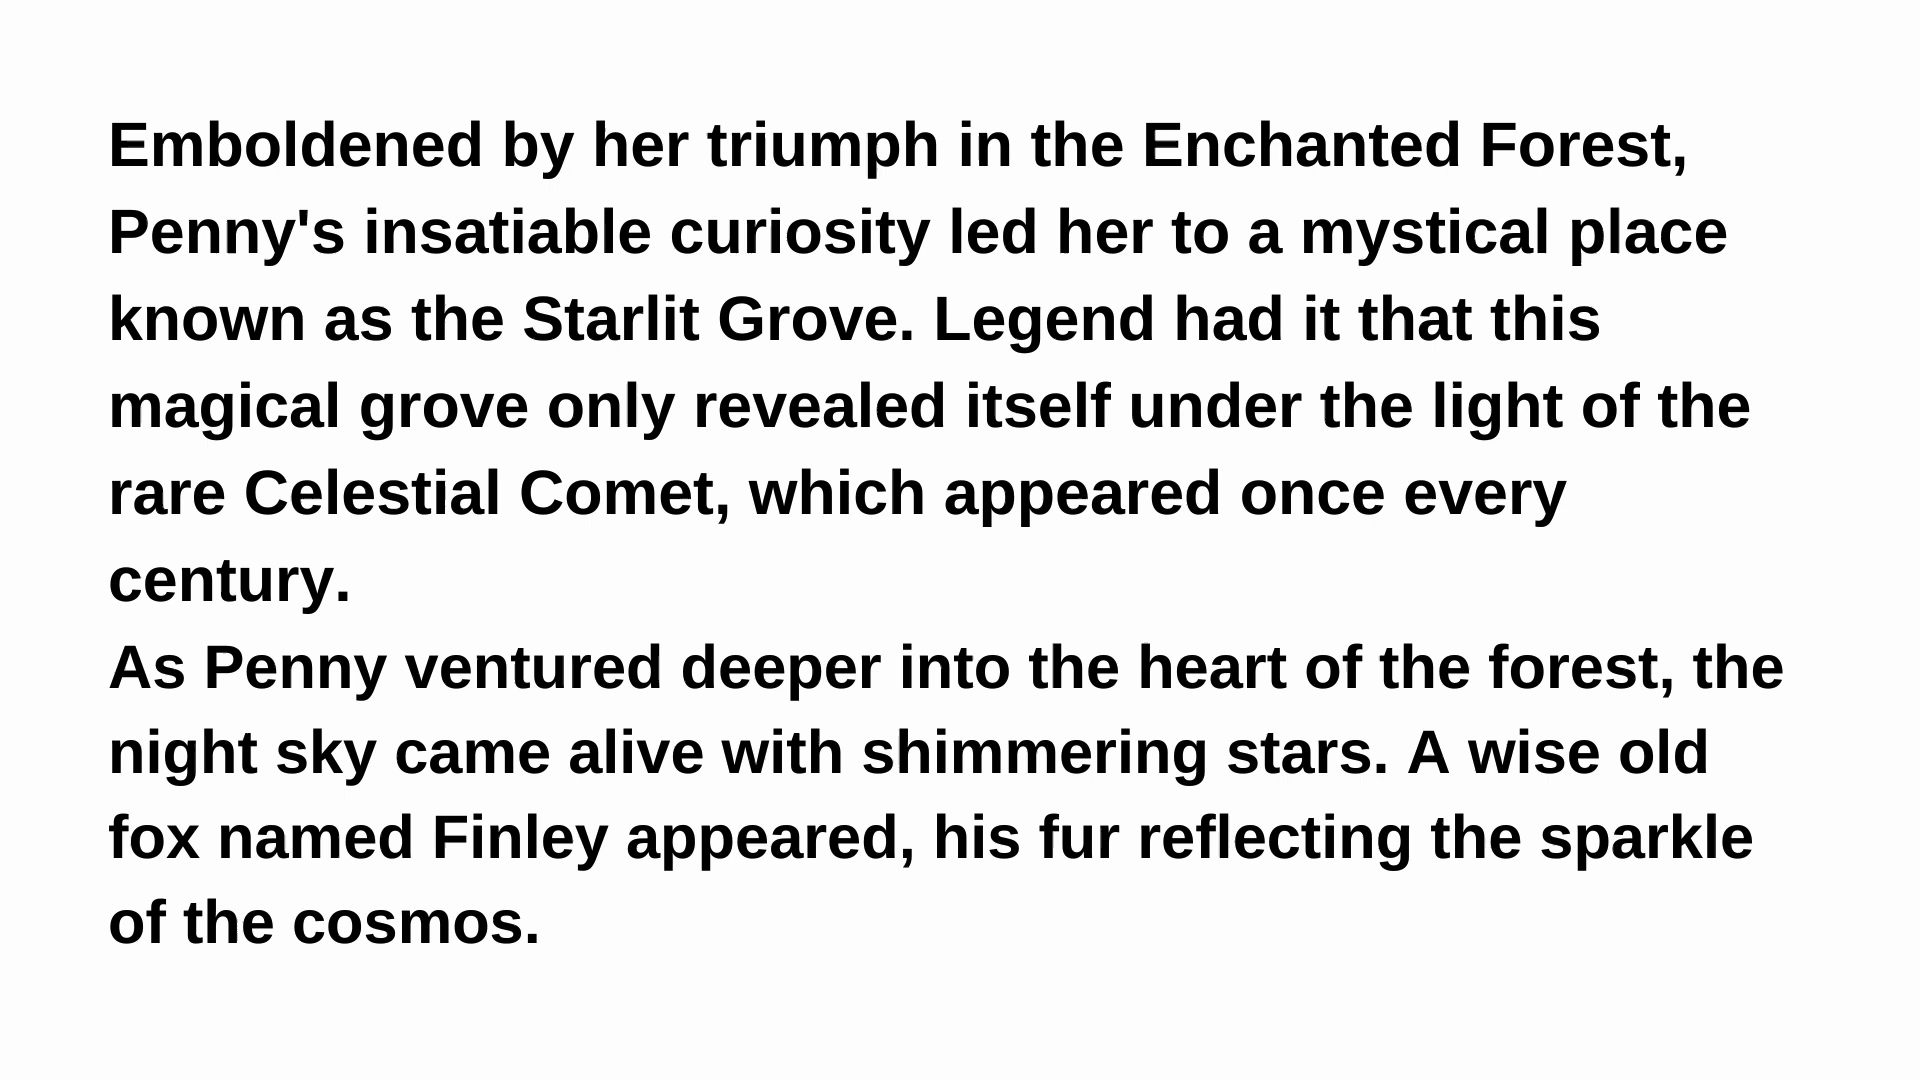 Emboldened by her triumph in the Enchanted Forest,
Penny's insatiable curiosity led her to a mystical place
known as the Starlit Grove. Legend had it that this
magical grove only revealed itself under the light of the
rare Celestial Comet, which appeared once every
century.
As Penny ventured deeper into the heart of the forest, the
night sky came alive with shimmering stars. A wise old
fox named Finley appeared, his fur reflecting the sparkle
of the cosmos.